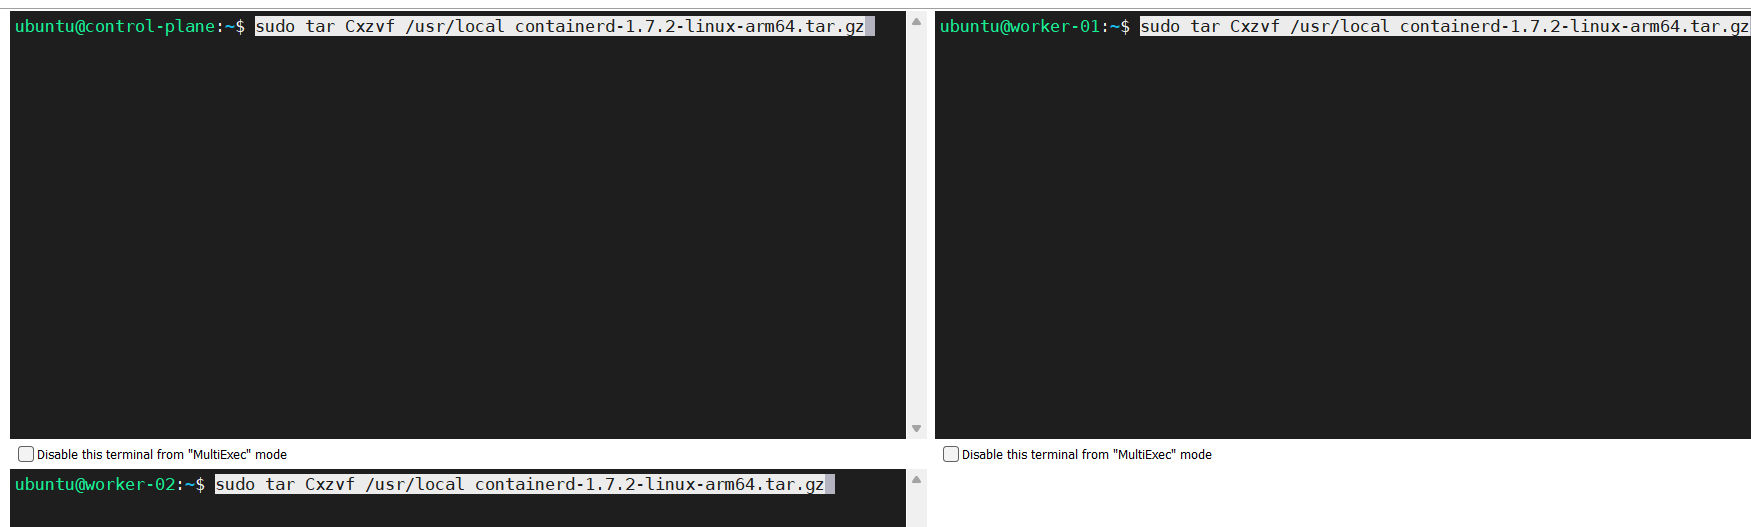 ubuntu@control-plane:~$ sudo tar Cxzvf /usr/local containerd-1.7.2-linux-arm64.tar.gz
ubuntu@worker-01:~$ sudo tar Cxzvf /usr/local containerd-1.7.2-linux-arm64.tar.gz
Disable this terminal from "MultiExec" mode
Disable this terminal from "MultiExec" mode
ubuntu@worker-02:~$ sudo tar Cxzvf /usr/local containerd-1.7.2-linux-arm64.tar.gz